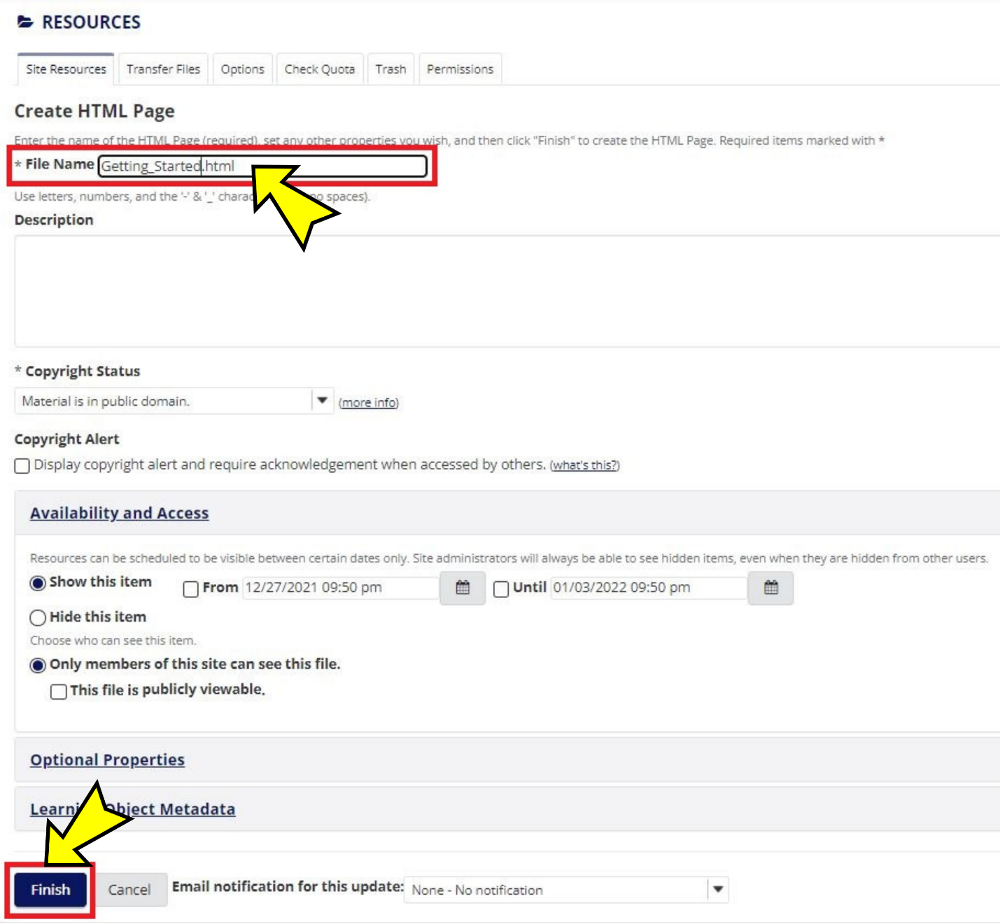 RESOURCES
Site Resources Transfer Files Options Check Quota Trash Permissions
Create HTML Page
Enter the name of the HTML Page (required), set any other properties you wish, and then click "Finish" to create the HTML Page. Required items marked with *
* File Name Getting_Started.html
Use letters, numbers, and the '-' & '_' no spaces).
Description
* Copyright Status
Material is in public domain. (more info)
Copyright Alert
Display copyright alert and require acknowledgement when accessed by others. (what's this?)
Availability and Access
Resources can be scheduled to be visible between certain dates only. Site administrators will always be able to see hidden items, even when they are hidden from other users.
Show this item From 12/27/2021 09:50 pm Until 01/03/2022 09:50 pm
Hide this item
Choose who can see this item.
Only members of this site can see this file.
This file is publicly viewable.
Optional Properties
Learning Object Metadata
Finish Cancel Email notification for this update: None - No notification